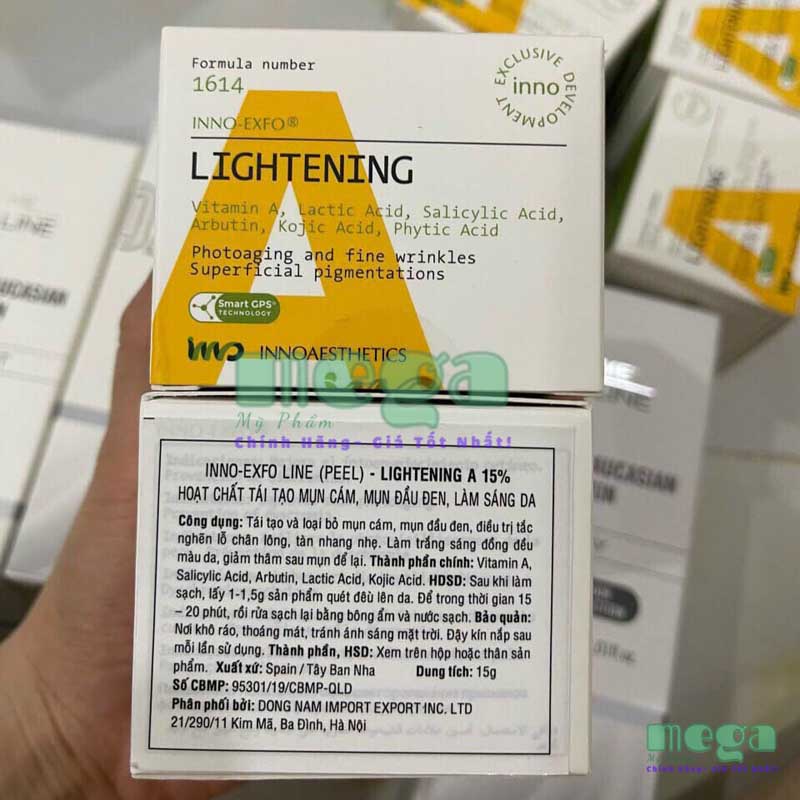 Formula number
1614
INNO-EXFO®
EXCLUSIVE DEVELOPMENT
inno
LIGHTENING
Vitamin A, Lactic Acid, Salicylic Acid,
Arbutin, Kojic Acid, Phytic Acid
Photoaging and fine wrinkles
Superficial pigmentations
Smart GPS®
TECHNOLOGY
inno INNOAESTHETICS
mega
Mỹ Phẩm
Chính Hãng- Giá Tốt Nhất!
INNO-EXFO LINE (PEEL) - LIGHTENING A 15%
HOẠT CHẤT TÁI TẠO MỤN CÁM, MỤN ĐẦU ĐEN, LÀM SÁNG DA
Công dụng: Tái tạo và loại bỏ mụn cám, mụn đầu đen, điều trị tắc
nghẽn lỗ chân lông, tàn nhang nhẹ. Làm trắng sáng đồng đều
màu da, giảm thâm sau mụn để lại. Thành phần chính: Vitamin A,
Salicylic Acid, Arbutin, Lactic Acid, Kojic Acid. HDSD: Sau khi làm
sạch, lấy 1-1,5g sản phẩm quét đêù lên da. Để trong thời gian 15
– 20 phút, rồi rửa sạch lại bằng bông ẩm và nước sạch. Bảo quản:
Nơi khô ráo, thoáng mát, tránh ánh sáng mặt trời. Đậy kín nắp sau
mỗi lần sử dụng. Thành phần, HSD: Xem trên hộp hoặc thân sản
phẩm. Xuất xứ: Spain / Tây Ban Nha Dung tích: 15g
Số CBMP: 95301/19/CBMP-QLD
Phân phối bởi: DONG NAM IMPORT EXPORT INC. LTD
21/290/11 Kim Mã, Ba Đình, Hà Nội
LIGHTENING
LINE
UCASIAN
LINE
AUCASIAN
mega